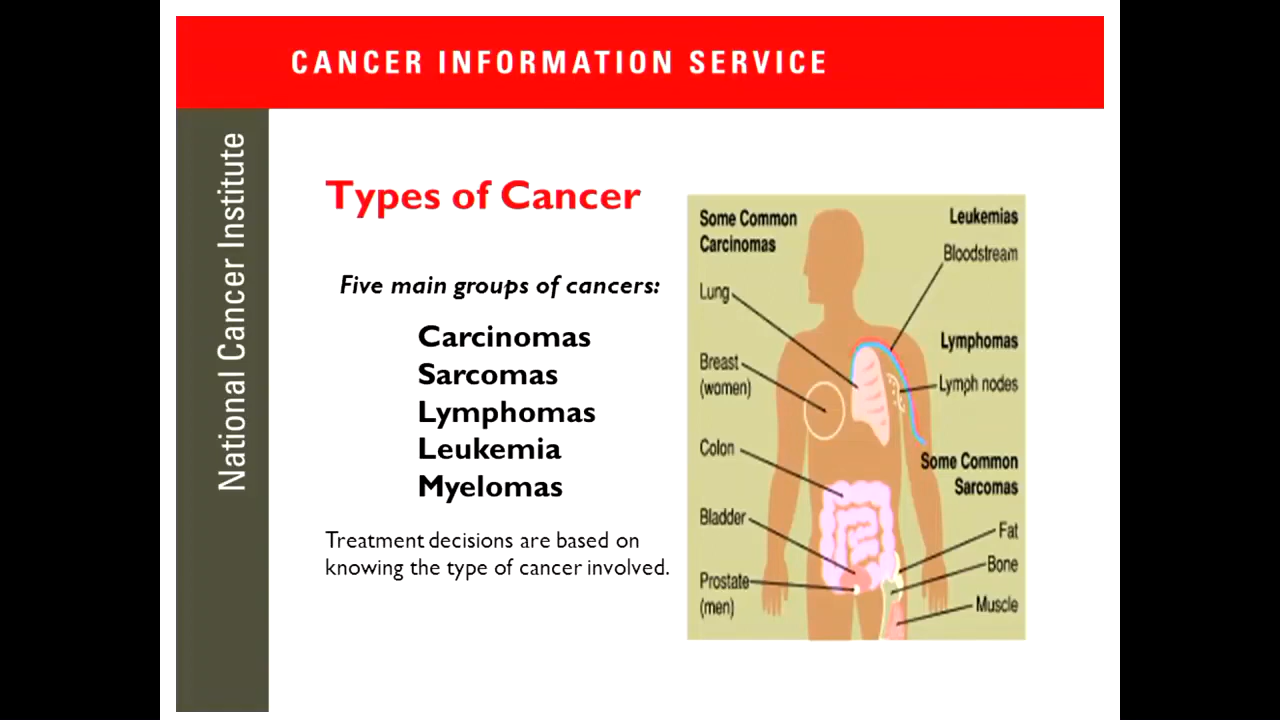 CANCER INFORMATION SERVICE
National Cancer Institute
Types of Cancer
Five main groups of cancers:
Carcinomas
Sarcomas
Lymphomas
Leukemia
Myelomas
Treatment decisions are based on
knowing the type of cancer involved.
Some Common
Carcinomas
Lung
Breast
(women)
Colon
Bladder
Prostate
(men)
Leukemias
Bloodstream
Lymphomas
Lymph nodes
Some Common
Sarcomas
Fat
Bone
Muscle